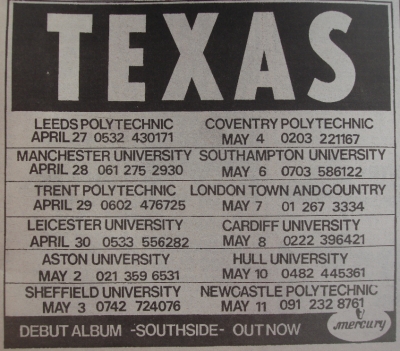 TEXAS
LEEDS POLYTECHNIC
APRIL 27 0532 430171
MANCHESTER UNIVERSITY
APRIL 28 061 275 2930
TRENT POLYTECHNIC
APRIL 29 0602 476725
LEICESTER UNIVERSITY
APRIL 30 0533 556282
ASTON UNIVERSITY
MAY 2 021 359 6531
SHEFFIELD UNIVERSITY
MAY 3 0742 724076
COVENTRY POLYTECHNIC
MAY 4 0203 221167
SOUTHAMPTON UNIVERSITY
MAY 6 0703 586122
LONDON TOWN AND COUNTRY
MAY 7 01 267 3334
CARDIFF UNIVERSITY
MAY 8 0222 396421
HULL UNIVERSITY
MAY 10 0482 445361
NEWCASTLE POLYTECHNIC
MAY 11 091 232 8761
DEBUT ALBUM -SOUTHSIDE- OUT NOW
mercury